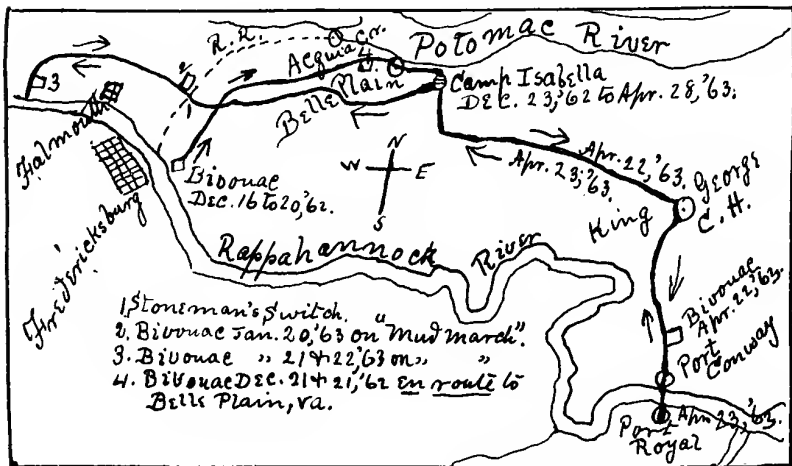 Potomac River
R. R.
Acquia Cr.
4.
2
3
Belle Plain
Camp Isabella
Dec. 23,'62 to Apr. 28,'63.
Falmouth
Fred'ericksburg
Bivouac
Dec. 16 to 20,'62.
N
W E
S
Apr. 22,'63.
Apr. 23,'63.
King George
C. H.
Rappahannock River
Bivouac
Apr. 22,'63.
Port
Conway
Port
Royal
Apr. 23,'63.
1, Stoneman's Switch.
2. Bivouac Jan. 20,'63 on "Mud march".
3. Bivouac " 21 & 22,'63 on " "
4. Bivouac Dec. 21 & 21,'62 En route to
Belle Plain, Va.